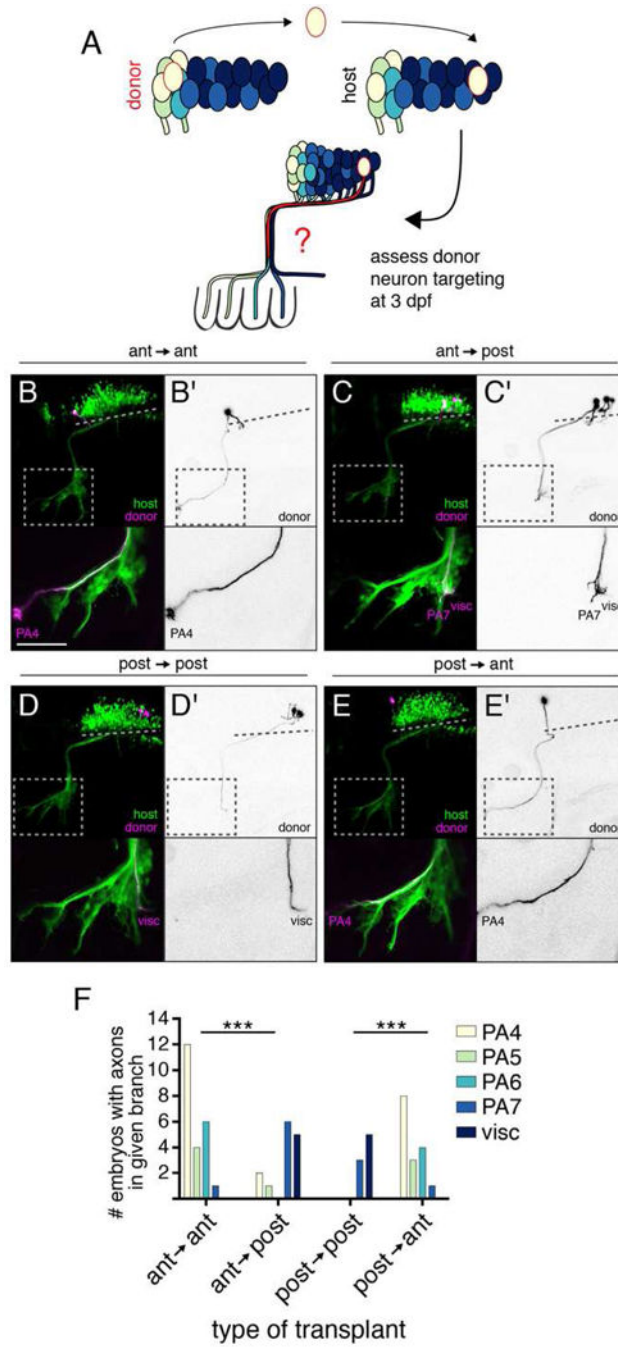 A
donor
host
?
assess donor
neuron targeting
at 3 dpf
ant→ant
ant→post
B
B'
C
C'
host
donor
donor
host
donor
donor
PA4
PA4
PA7
visc
PA7
visc
post→post
post→ant
D
D'
E
E'
host
donor
donor
host
donor
donor
visc
visc
PA4
PA4
F
# embryos with axons
in given branch
14
12
10
8
6
4
2
***
***
PA4
PA5
PA6
PA7
visc
ant→ant
ant→post
post→post
post→ant
type of transplant